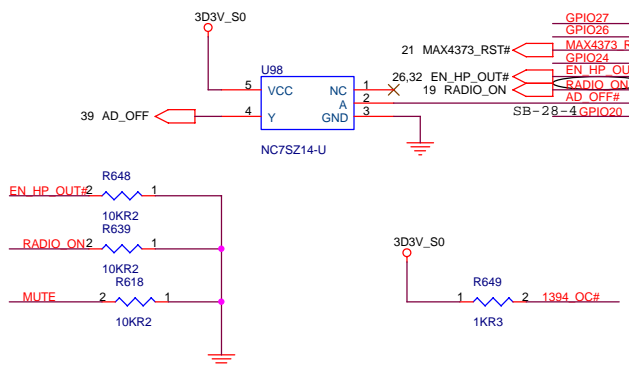 3D3V_S0
GPIO27
GPIO26
21 MAX4373_RST#
MAX4373_R
GPIO24
U98
26,32 EN_HP_OUT#
EN_HP_OU
19 RADIO_ON
RADIO_ON
5 VCC NC 1
A 2
AD_OFF#
39 AD_OFF
4 Y GND 3
SB-28-4
GPIO20
NC7SZ14-U
R648
EN_HP_OUT# 2 1
10KR2
R639
RADIO_ON 2 1
10KR2
3D3V_S0
R618
MUTE 2 1
10KR2
R649
1 2 1394_OC#
1KR3